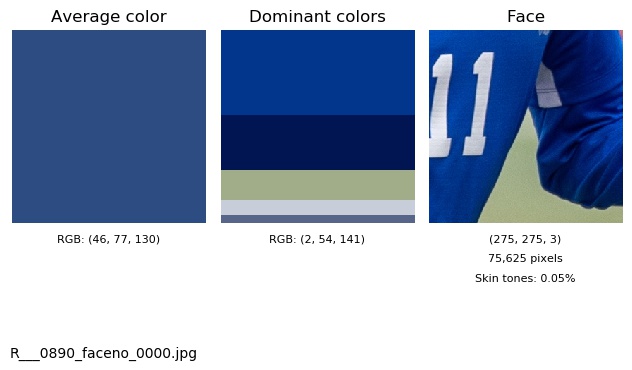 Average color
Dominant colors
Face
11
RGB: (46, 77, 130)
RGB: (2, 54, 141)
(275, 275, 3)
75,625 pixels
Skin tones: 0.05%
R___0890_faceno_0000.jpg